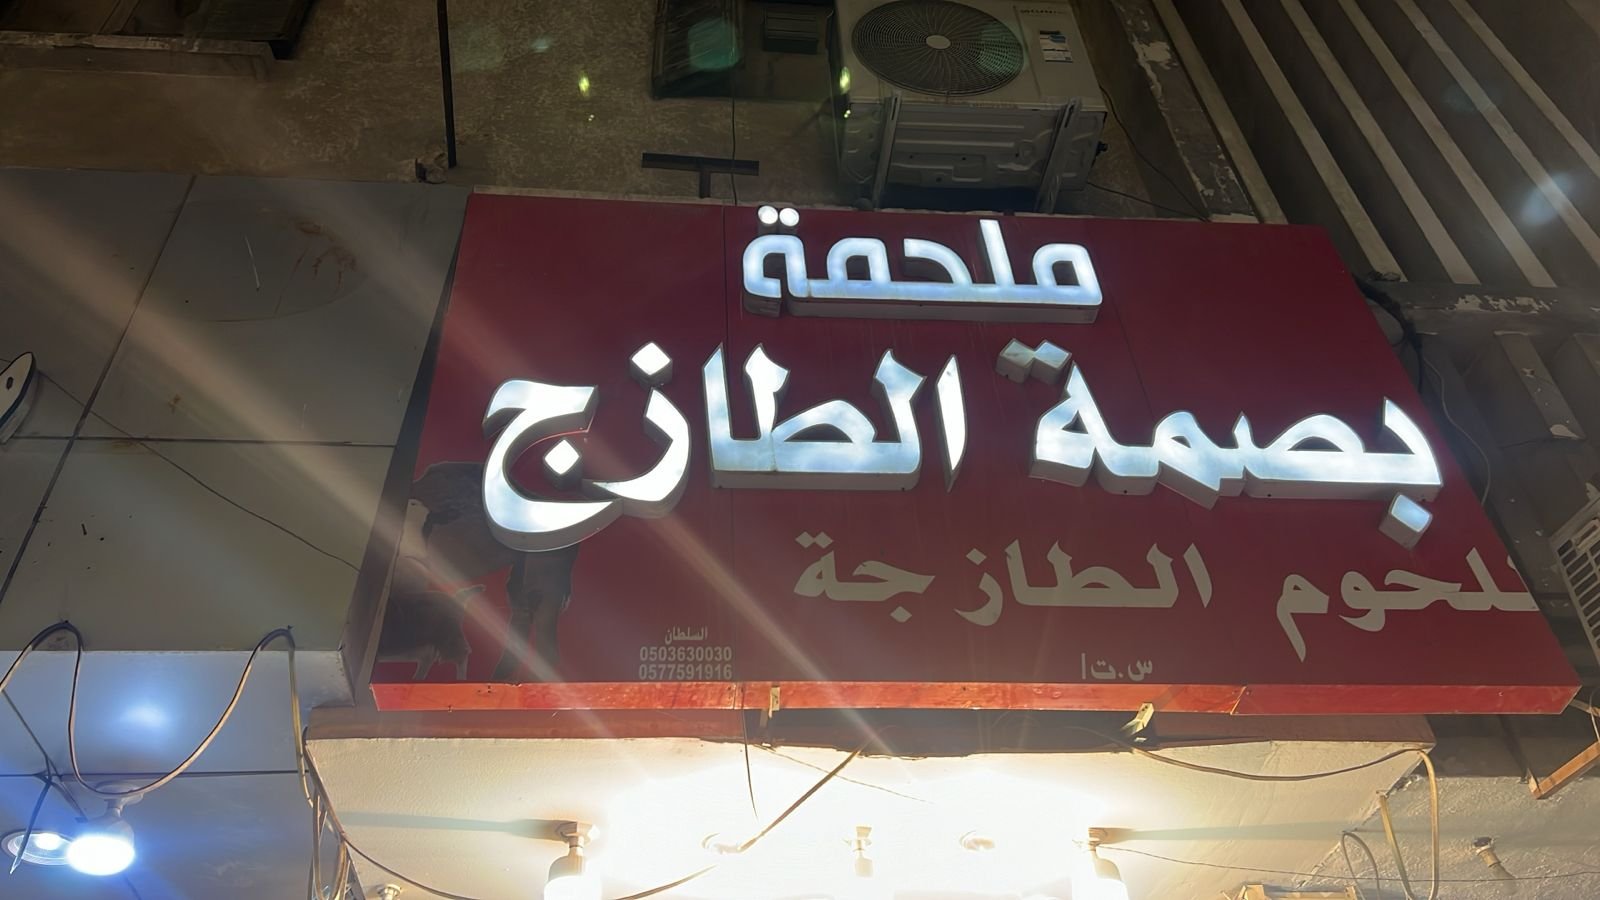 ملحمة
بصمة الطازج
للحوم الطازجة
س.ت
السلطان
0503630030
0577591916